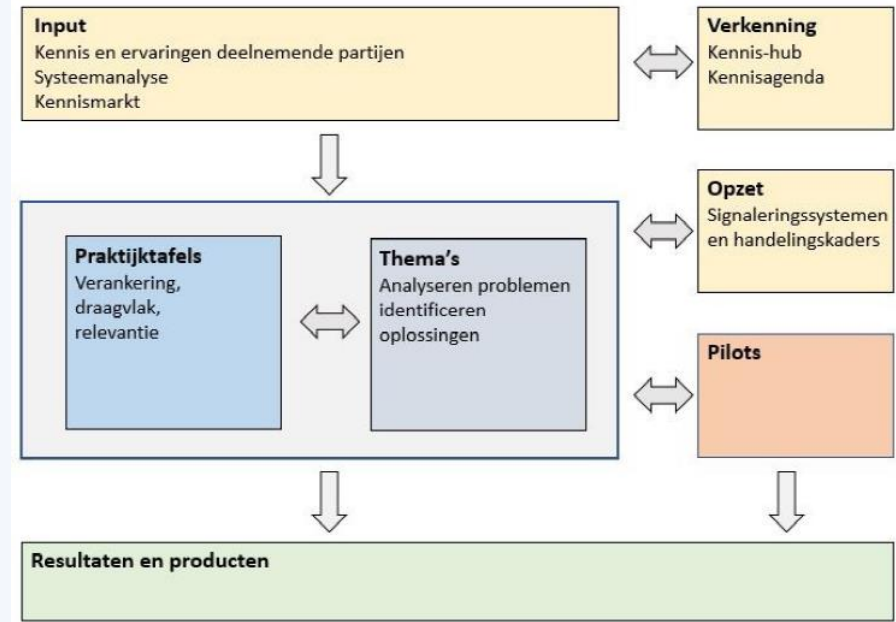 Input
Kennis en ervaringen deelnemende partijen
Systeemanalyse
Kennismarkt
Verkenning
Kennis-hub
Kennisagenda
Opzet
Signaleringssystemen
en handelingskaders
Praktijktafels
Verankering,
draagvlak,
relevantie
Thema's
Analyseren problemen
identificeren
oplossingen
Pilots
Resultaten en producten